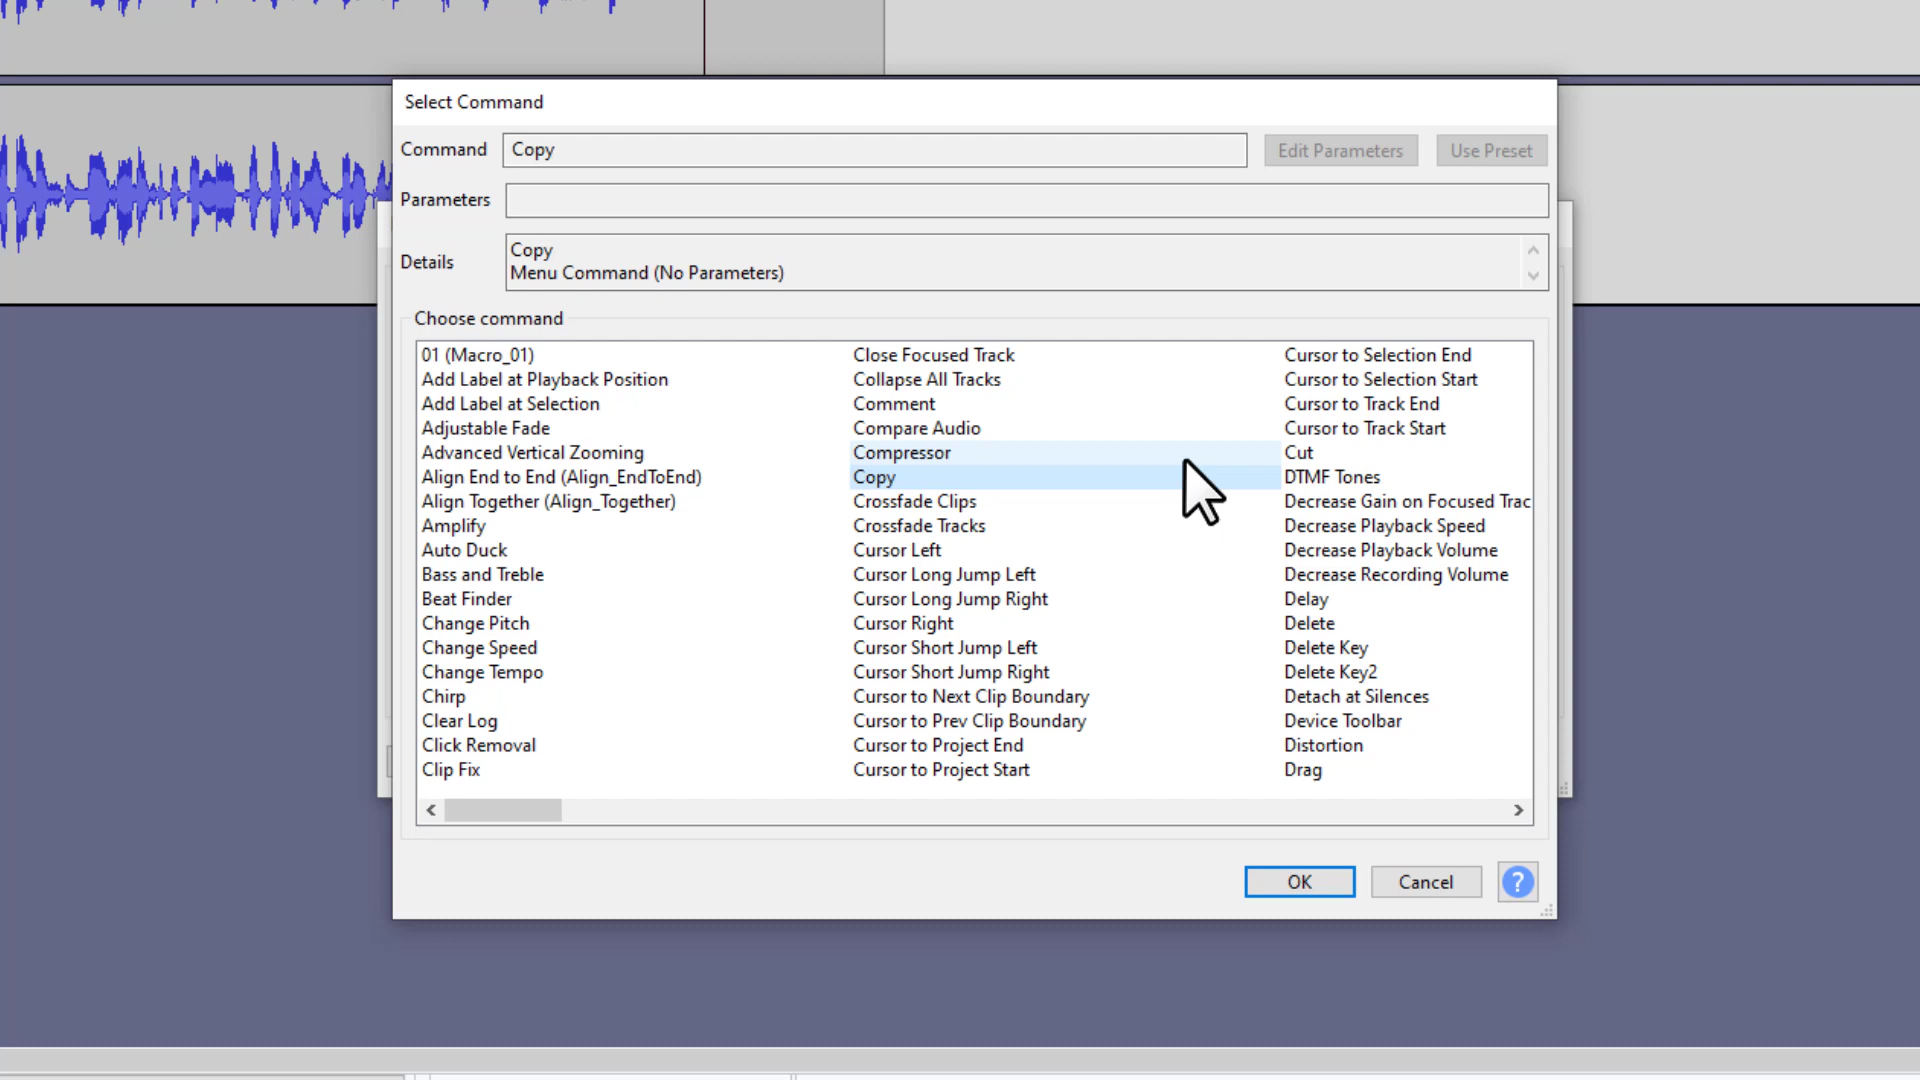 Select Command
Command Copy Edit Parameters Use Preset
Parameters
Details Copy
Menu Command (No Parameters)
Choose command
01 (Macro_01)
Add Label at Playback Position
Add Label at Selection
Adjustable Fade
Advanced Vertical Zooming
Align End to End (Align_EndToEnd)
Align Together (Align_Together)
Amplify
Auto Duck
Bass and Treble
Beat Finder
Change Pitch
Change Speed
Change Tempo
Chirp
Clear Log
Click Removal
Clip Fix
Close Focused Track
Collapse All Tracks
Comment
Compare Audio
Compressor
Copy
Crossfade Clips
Crossfade Tracks
Cursor Left
Cursor Long Jump Left
Cursor Long Jump Right
Cursor Right
Cursor Short Jump Left
Cursor Short Jump Right
Cursor to Next Clip Boundary
Cursor to Prev Clip Boundary
Cursor to Project End
Cursor to Project Start
Cursor to Selection End
Cursor to Selection Start
Cursor to Track End
Cursor to Track Start
Cut
DTMF Tones
Decrease Gain on Focused Trac
Decrease Playback Speed
Decrease Playback Volume
Decrease Recording Volume
Delay
Delete
Delete Key
Delete Key2
Detach at Silences
Device Toolbar
Distortion
Drag
OK Cancel ?